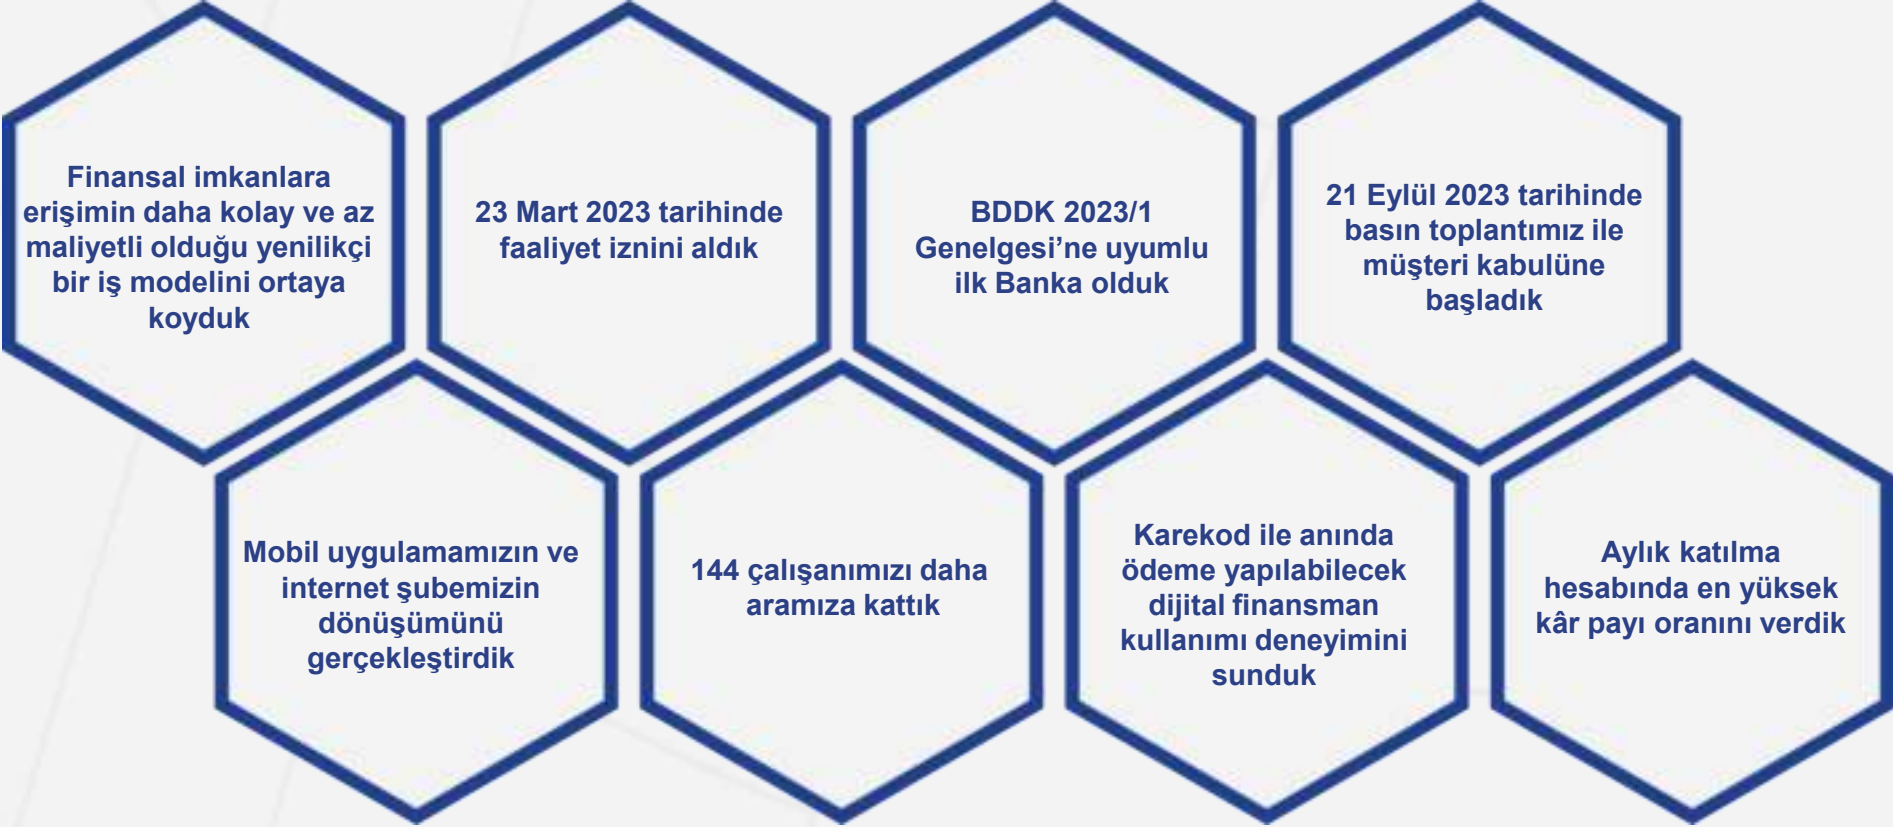 Finansal imkanlara
erişimin daha kolay ve az
maliyetli olduğu yenilikçi
bir iş modelini ortaya
koyduk
23 Mart 2023 tarihinde
faaliyet iznini aldık
BDDK 2023/1
Genelgesi’ne uyumlu
ilk Banka olduk
21 Eylül 2023 tarihinde
basın toplantımız ile
müşteri kabulüne
başladık
Mobil uygulamamızın ve
internet şubemizin
dönüşümünü
gerçekleştirdik
144 çalışanımızı daha
aramıza kattık
Karekod ile anında
ödeme yapılabilecek
dijital finansman
kullanımı deneyimini
sunduk
Aylık katılma
hesabında en yüksek
kâr payı oranını verdik